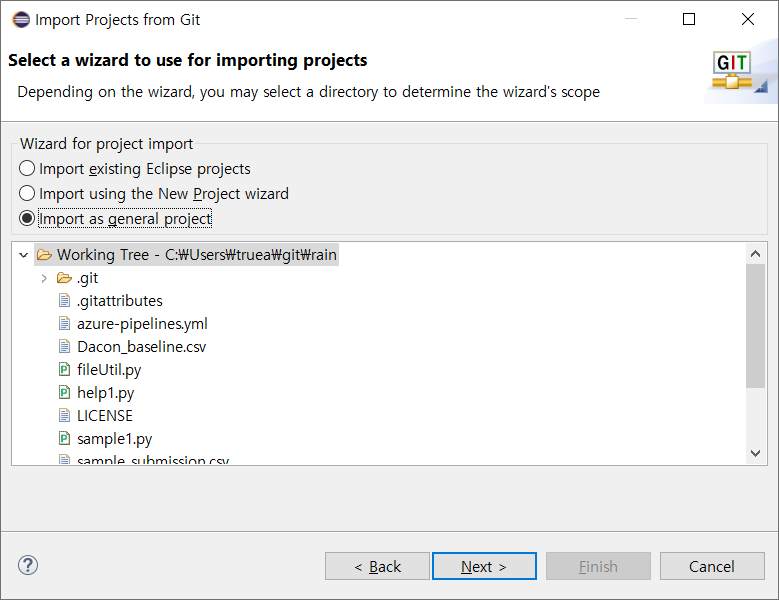 Import Projects from Git
Select a wizard to use for importing projects
Depending on the wizard, you may select a directory to determine the wizard's scope
GIT
Wizard for project import
Import existing Eclipse projects
Import using the New Project wizard
Import as general project
Working Tree - C:₩Users₩truea₩git₩rain
.git
.gitattributes
azure-pipelines.yml
Dacon_baseline.csv
fileUtil.py
help1.py
LICENSE
sample1.py
sample_submission.csv
< Back
Next >
Finish
Cancel